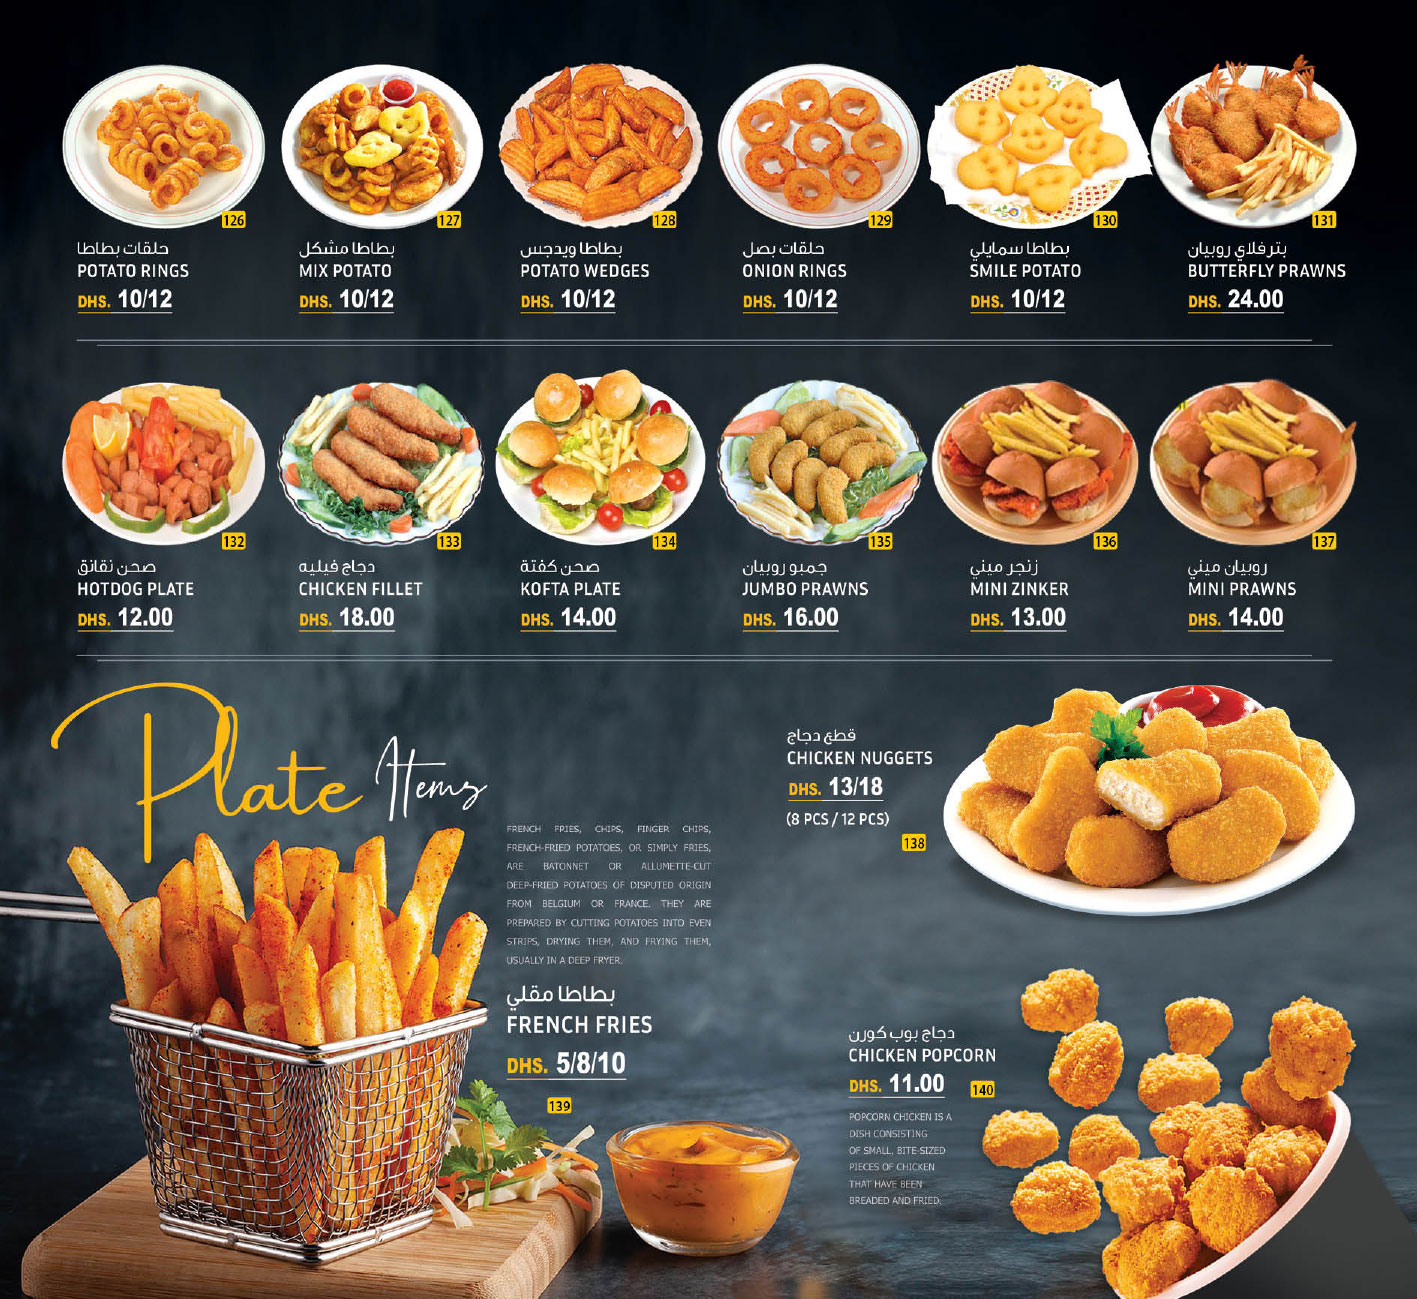 126
127
128
129
130
131
حلقات بطاطا
POTATO RINGS
DHS. 10/12
بطاطا مشكل
MIX POTATO
DHS. 10/12
بطاطا ويدجس
POTATO WEDGES
DHS. 10/12
حلقات بصل
ONION RINGS
DHS. 10/12
بطاطا سمايلي
SMILE POTATO
DHS. 10/12
بترفلاي روبيان
BUTTERFLY PRAWNS
DHS. 24.00
132
133
134
135
136
137
صحن نقانق
HOTDOG PLATE
DHS. 12.00
دجاج فيليه
CHICKEN FILLET
DHS. 18.00
صحن كفتة
KOFTA PLATE
DHS. 14.00
جمبو روبيان
JUMBO PRAWNS
DHS. 16.00
زنجر ميني
MINI ZINKER
DHS. 13.00
روبيان ميني
MINI PRAWNS
DHS. 14.00
Plate Items
قطع دجاج
CHICKEN NUGGETS
DHS. 13/18
(8 PCS / 12 PCS)
138
FRENCH FRIES, CHIPS, FINGER CHIPS,
FRENCH-FRIED POTATOES, OR SIMPLY FRIES,
ARE BATONNET OR ALLUMETTE-CUT
DEEP-FRIED POTATOES OF DISPUTED ORIGIN
FROM BELGIUM OR FRANCE. THEY ARE
PREPARED BY CUTTING POTATOES INTO EVEN
STRIPS, DRYING THEM, AND FRYING THEM,
USUALLY IN A DEEP FRYER.
بطاطا مقلي
FRENCH FRIES
DHS. 5/8/10
139
دجاج بوب كورن
CHICKEN POPCORN
DHS. 11.00
140
POPCORN CHICKEN IS A
DISH CONSISTING
OF SMALL, BITE-SIZED
PIECES OF CHICKEN
THAT HAVE BEEN
BREADED AND FRIED.